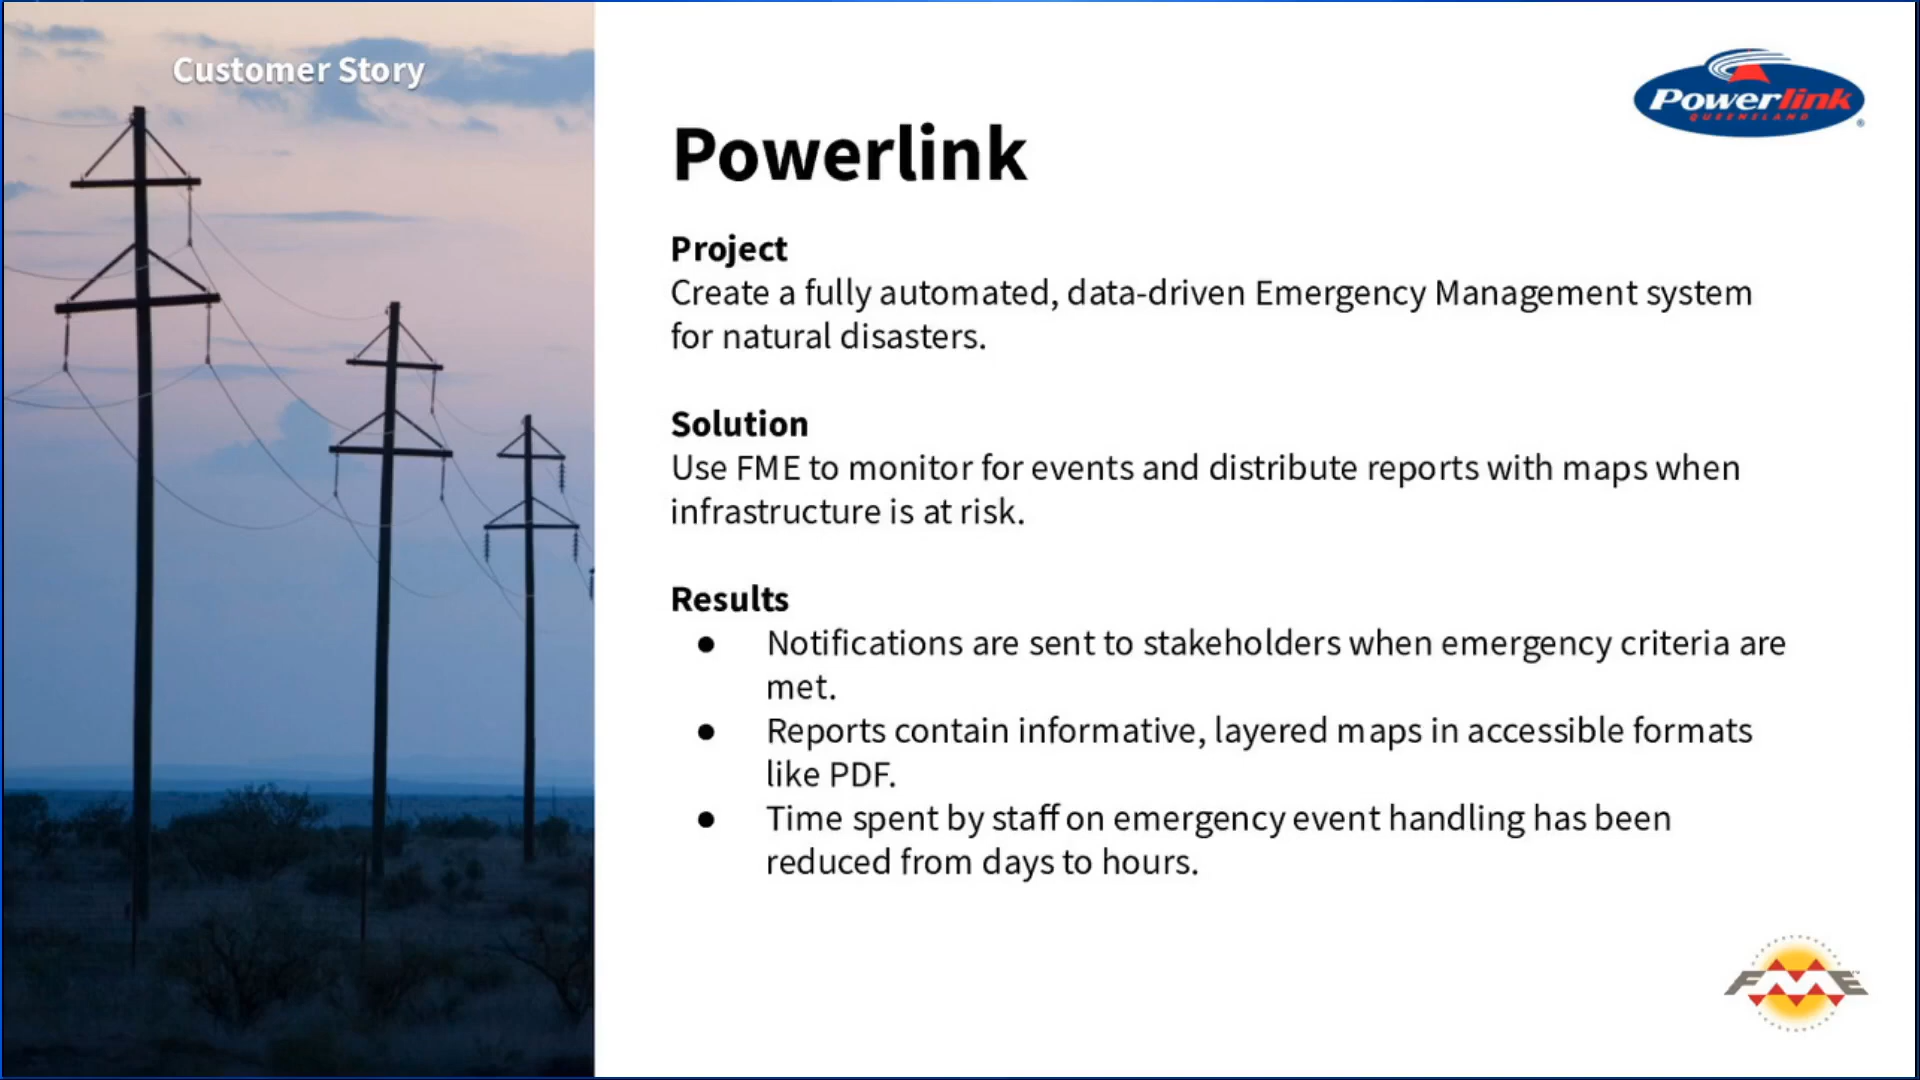 Customer Story
Powerlink
QUEENSLAND
Powerlink
Project
Create a fully automated, data-driven Emergency Management system
for natural disasters.
Solution
Use FME to monitor for events and distribute reports with maps when
infrastructure is at risk.
Results
● Notifications are sent to stakeholders when emergency criteria are
met.
● Reports contain informative, layered maps in accessible formats
like PDF.
● Time spent by staff on emergency event handling has been
reduced from days to hours.
FME